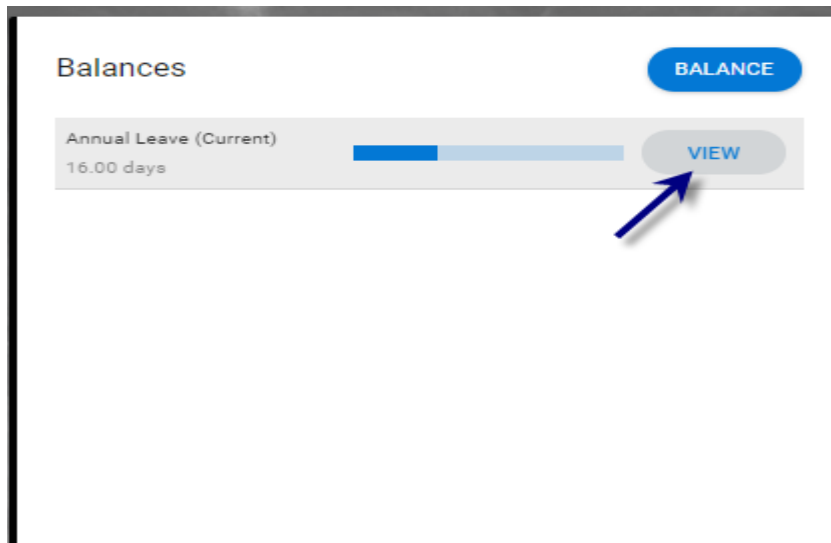 Balances
BALANCE
Annual Leave (Current)
16.00 days
VIEW